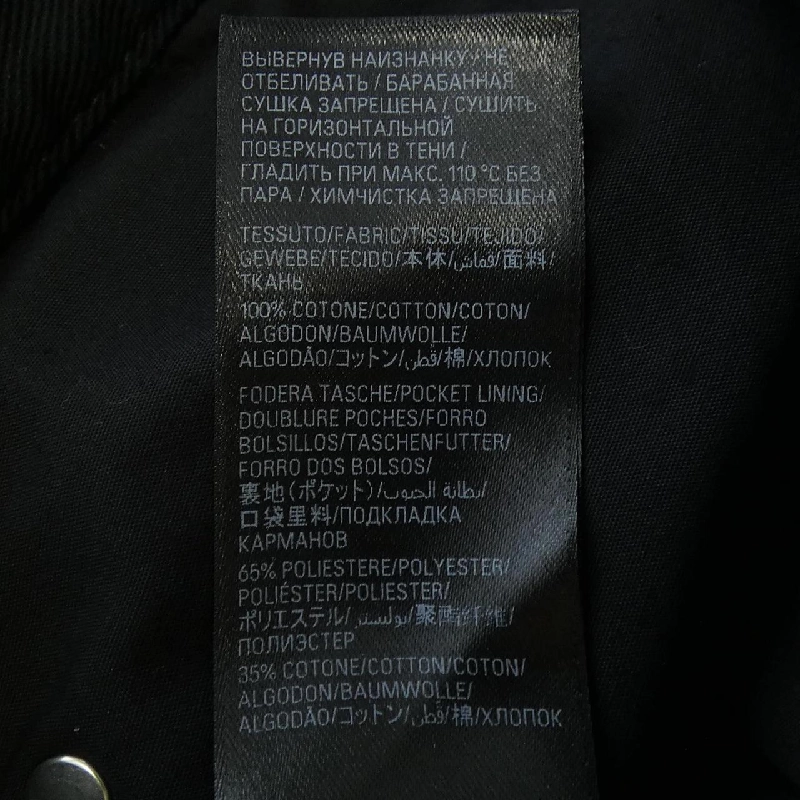 ВЫВЕРНУВ НАИЗНАНКУ / НЕ
ОТБЕЛИВАТЬ / БАРАБАННАЯ
СУШКА ЗАПРЕЩЕНА / СУШИТЬ
НА ГОРИЗОНТАЛЬНОЙ
ПОВЕРХНОСТИ В ТЕНИ /
ГЛАДИТЬ ПРИ МАКС. 110 °C БЕЗ
ПАРА / ХИМЧИСТКА ЗАПРЕЩЕНА
TESSUTO/FABRIC/TISSU/TEJIDO/
GEWEBE/TECIDO/本体/قماش/面料/
ТКАНЬ
100% COTONE/COTTON/COTON/
ALGODON/BAUMWOLLE/
ALGODÃO/コットン/قطن/棉/ХЛОПОК
FODERA TASCHE/POCKET LINING/
DOUBLURE POCHES/FORRO
BOLSILLOS/TASCHENFUTTER/
FORRO DOS BOLSOS/
裏地(ポケット)/بطانة الجيوب/
口袋里料/ПОДКЛАДКА
КАРМАНОВ
65% POLIESTERE/POLYESTER/
POLIÉSTER/POLIESTER/
ポリエステル/بوليستر/聚酯纤维/
ПОЛИЭСТЕР
35% COTONE/COTTON/COTON/
ALGODON/BAUMWOLLE/
ALGODÃO/コットン/قطن/棉/ХЛОПОК